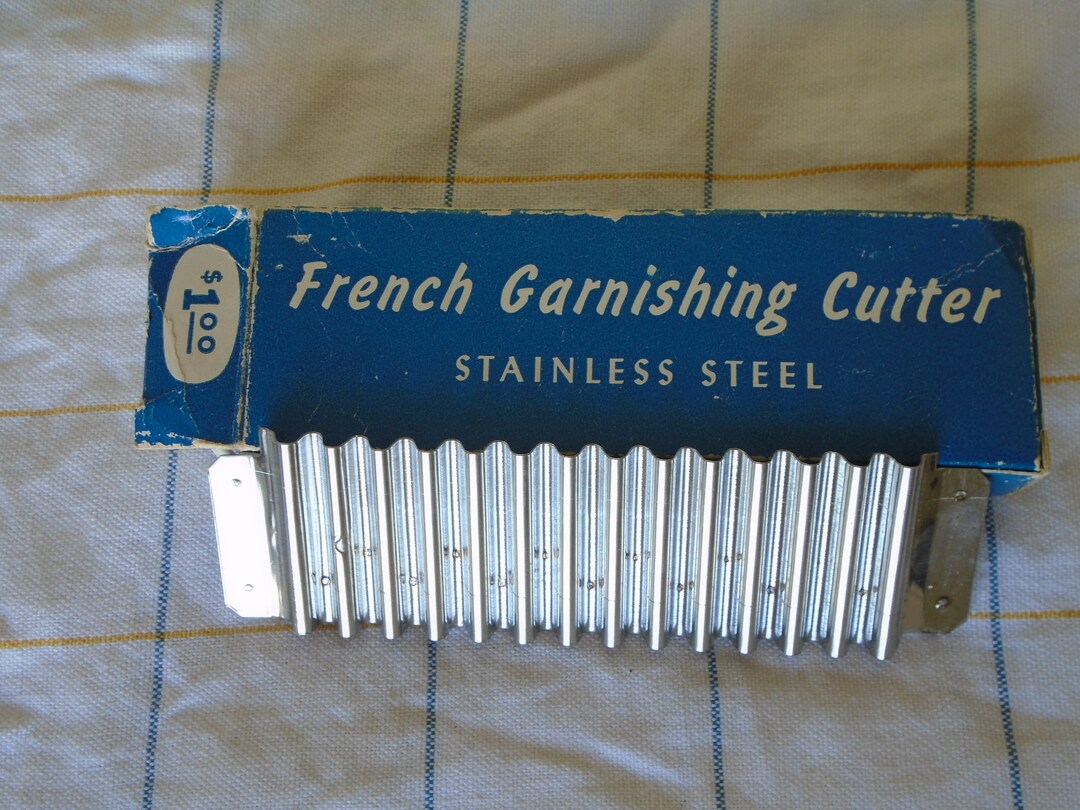 $1.00
French Garnishing Cutter
STAINLESS STEEL